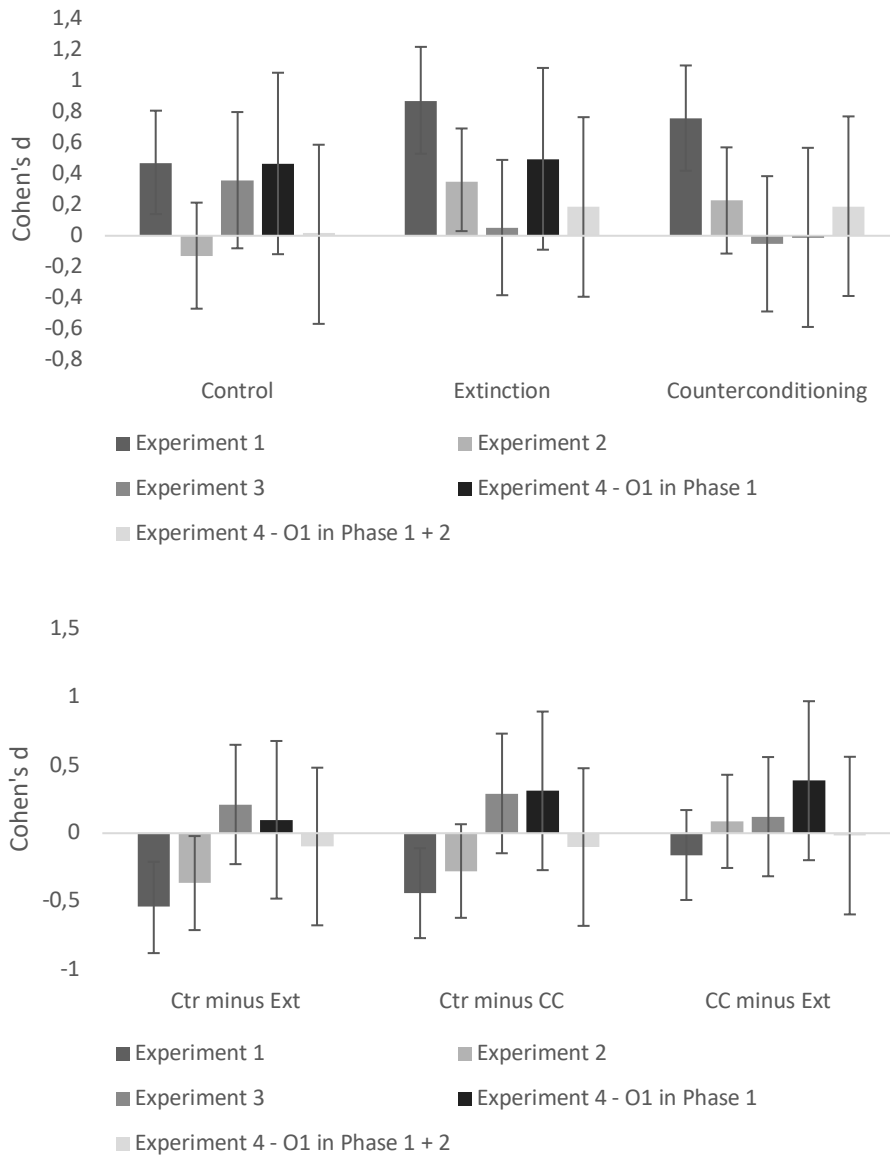 1,4
1,2
1
0,8
0,6
0,4
0,2
0
-0,2
-0,4
-0,6
-0,8
Cohen's d
Control Extinction Counterconditioning
Experiment 1 Experiment 2
Experiment 3 Experiment 4 - O1 in Phase 1
Experiment 4 - O1 in Phase 1 + 2
1,5
1
0,5
0
-0,5
-1
Cohen's d
Ctr minus Ext Ctr minus CC CC minus Ext
Experiment 1 Experiment 2
Experiment 3 Experiment 4 - O1 in Phase 1
Experiment 4 - O1 in Phase 1 + 2